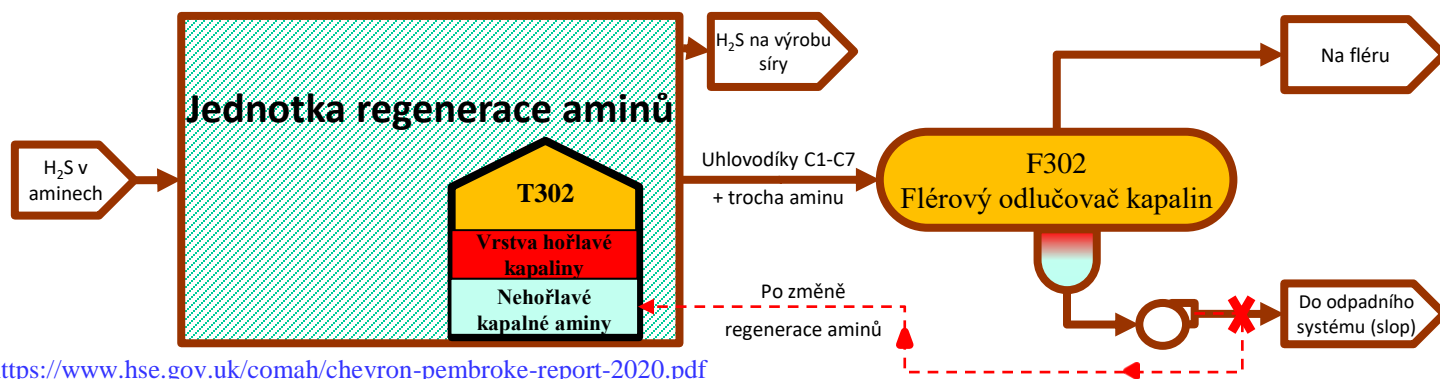 H₂S na výrobu
síry
Na fléru
Jednotka regenerace aminů
H₂S v
aminech
T302
Vrstva hořlavé
kapaliny
Nehořlavé
kapalné aminy
Uhlovodíky C1-C7
+ trocha aminu
F302
Flérový odlučovač kapalin
Po změně
regenerace aminů
Do odpadního
systému (slop)
ttps://www.hse.gov.uk/comah/chevron-pembroke-report-2020.pdf